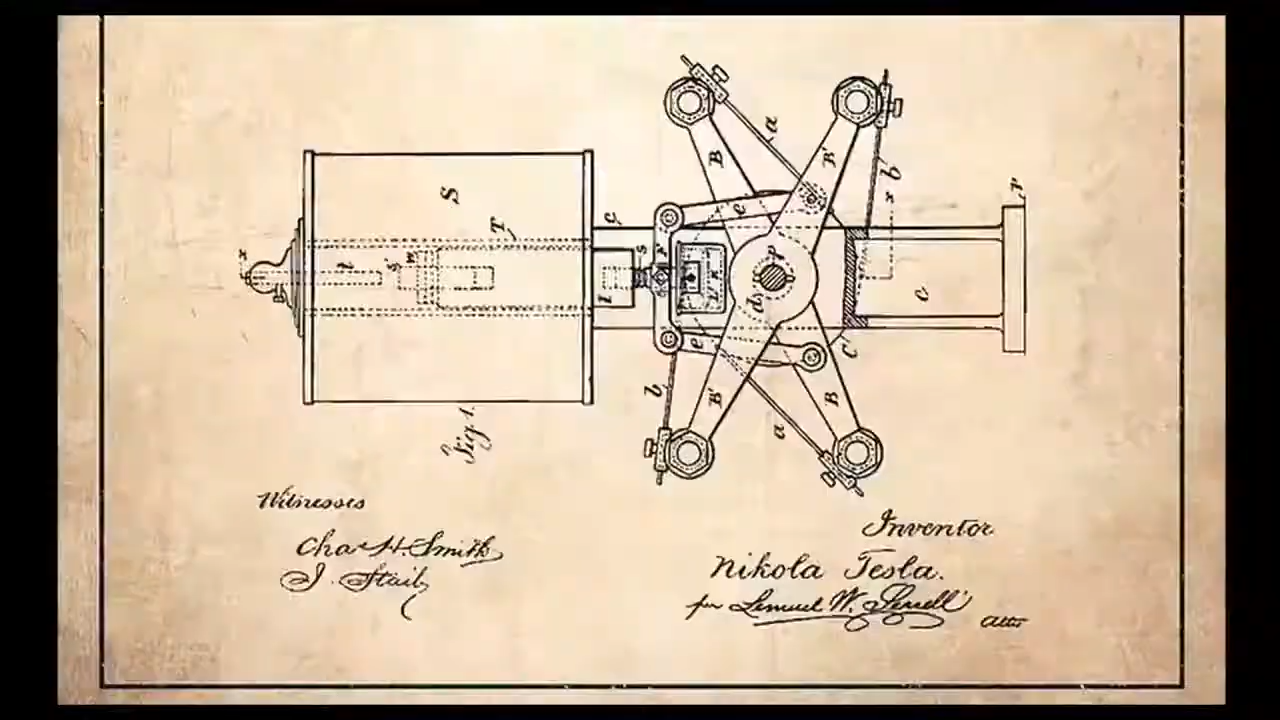 a
B
B'
b'
x
r
S
c
e
T
x
t
s'
m
s
F
p
d
c
e
C'
b
B'
B
a
Fig. 1.
Witnesses
Chas H. Smith
J. Stail
Inventor
Nikola Tesla.
per Lemuel W. Serrell
Atty